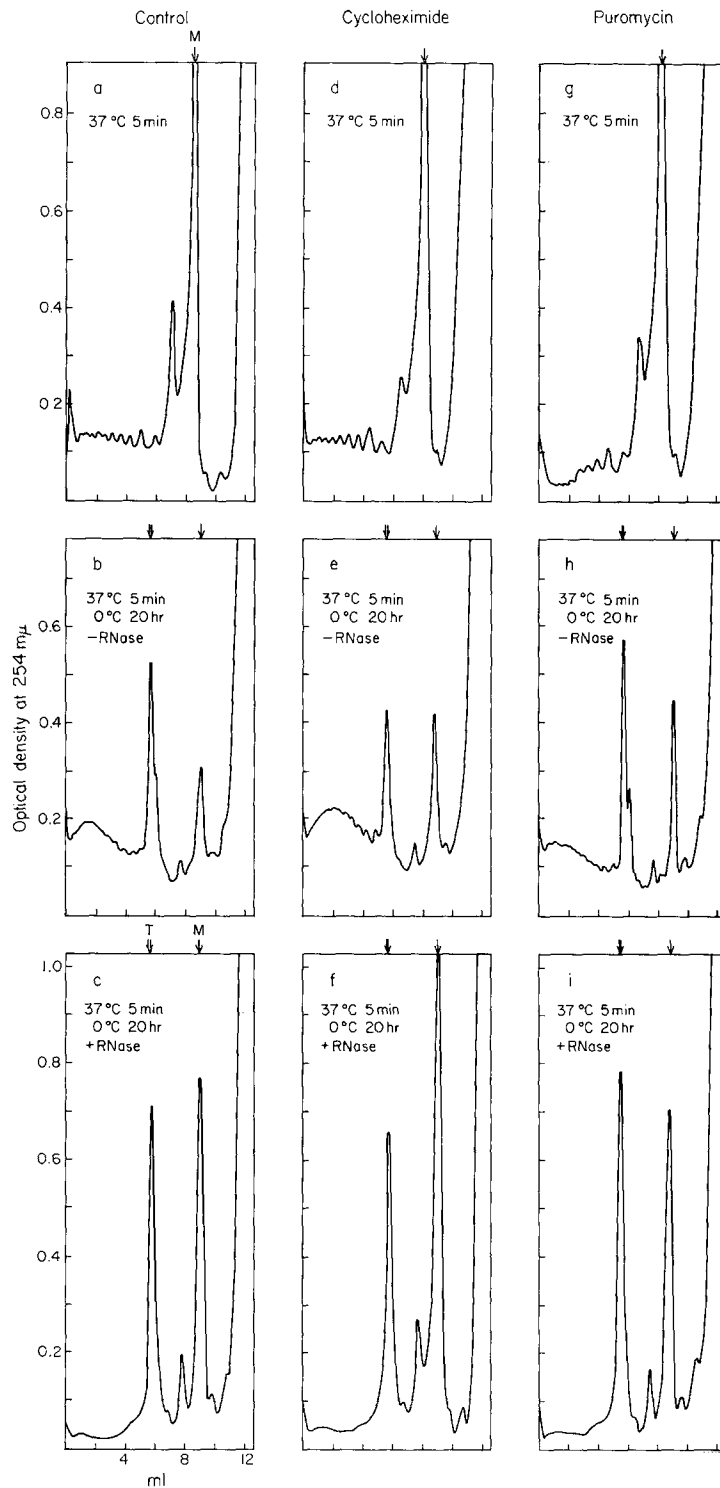 Control
Cycloheximide
Puromycin
M
a
37 °C 5 min
d
37 °C 5 min
g
37 °C 5 min
0.8
0.6
0.4
0.2
b
37 °C 5 min
0 °C 20 hr
−RNase
e
37 °C 5 min
0 °C 20 hr
−RNase
h
37 °C 5 min
0 °C 20 hr
−RNase
0.6
0.4
0.2
Optical density at 254 mμ
T M
c
37 °C 5 min
0 °C 20 hr
+RNase
f
37 °C 5 min
0 °C 20 hr
+RNase
i
37 °C 5 min
0 °C 20 hr
+RNase
1.0
0.8
0.6
0.4
0.2
4 8 12
ml